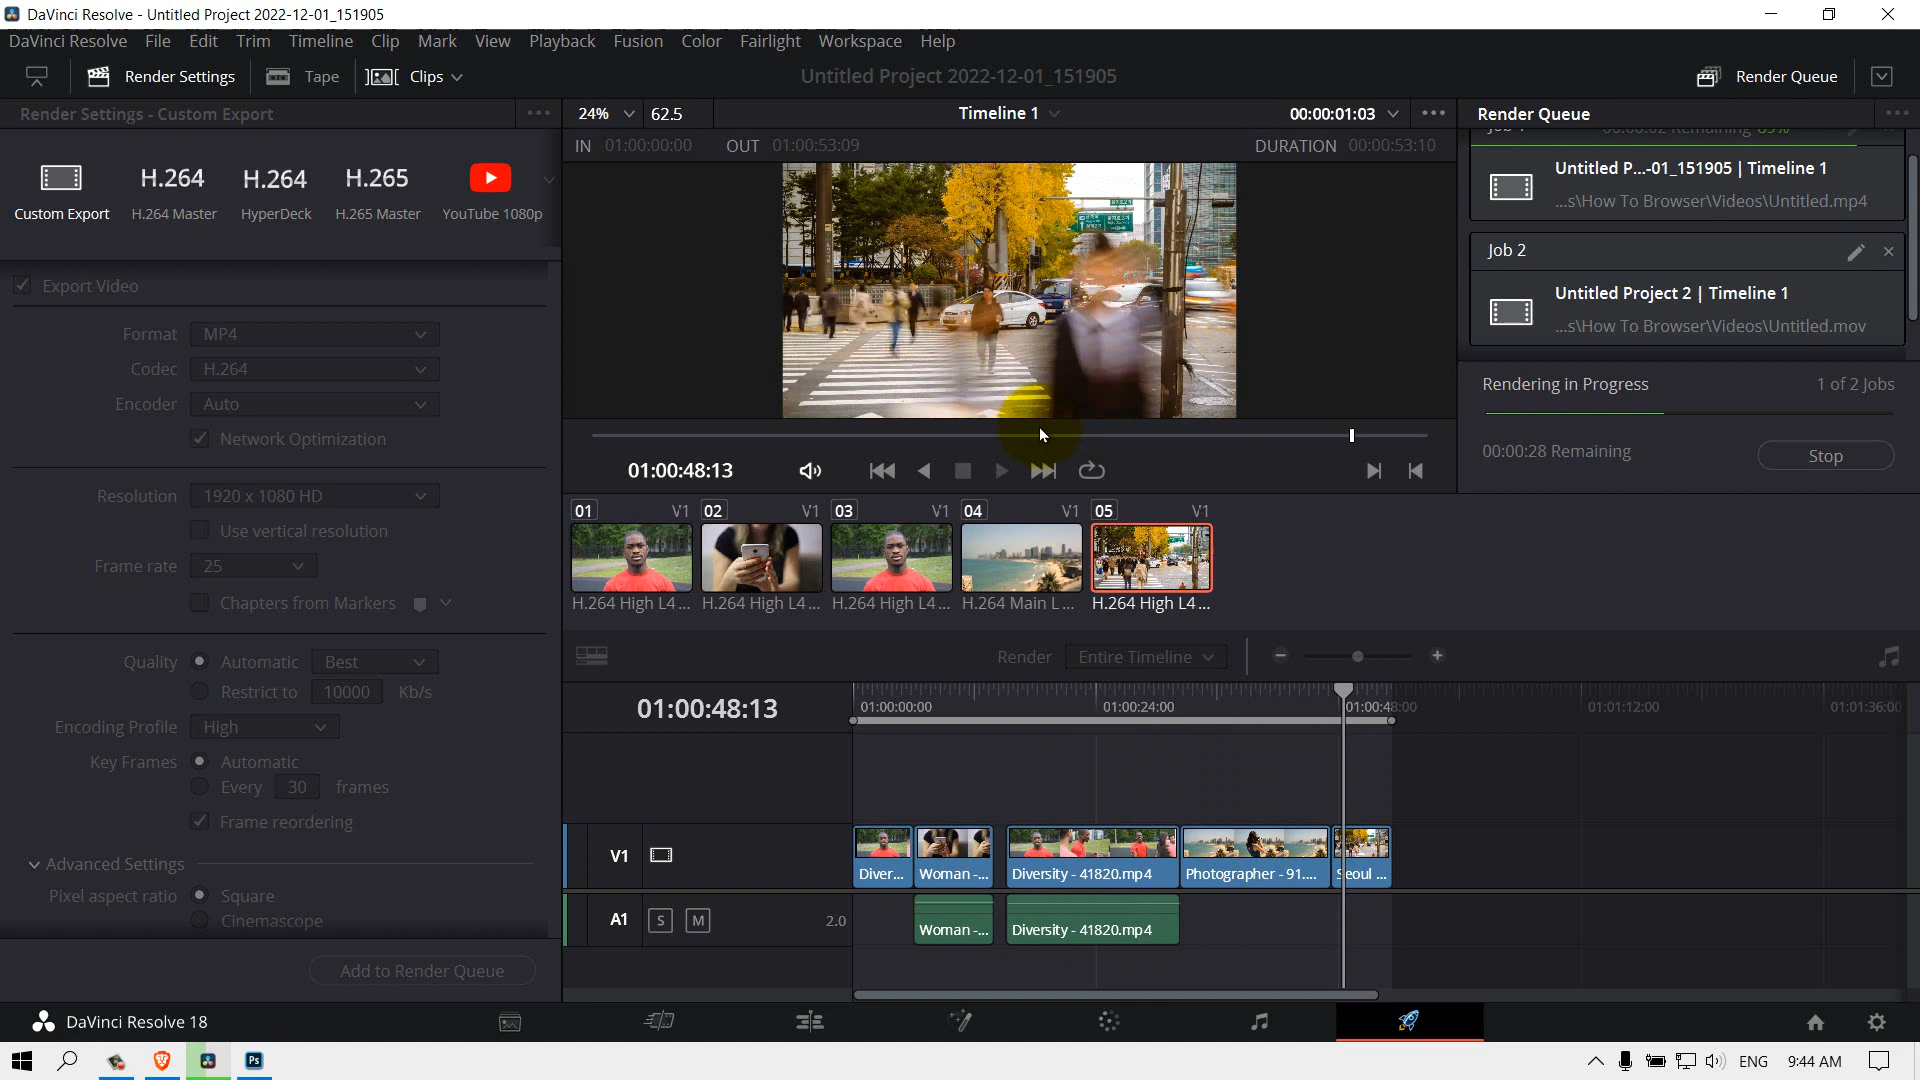 DaVinci Resolve - Untitled Project 2022-12-01_151905
DaVinci Resolve File Edit Trim Timeline Clip Mark View Playback Fusion Color Fairlight Workspace Help
Render Settings Tape Clips Untitled Project 2022-12-01_151905 Render Queue
Render Settings - Custom Export 24% 62.5 Timeline 1 00:00:01:03 Render Queue
IN 01:00:00:00 OUT 01:00:53:09 DURATION 00:00:53:10
Custom Export
H.264
H.264 Master
H.264
HyperDeck
H.265
H.265 Master
YouTube 1080p
Export Video
Format MP4
Codec H.264
Encoder Auto
Network Optimization
Resolution 1920 x 1080 HD
Use vertical resolution
Frame rate 25
Chapters from Markers
Quality Automatic Best
Restrict to 10000 Kb/s
Encoding Profile High
Key Frames Automatic
Every 30 frames
Frame reordering
Advanced Settings
Pixel aspect ratio Square
Cinemascope
Add to Render Queue
01:00:48:13
01 V1 02 V1 03 V1 04 V1 05 V1
H.264 High L4... H.264 High L4... H.264 High L4... H.264 Main L... H.264 High L4...
Render Entire Timeline
01:00:48:13 01:00:00:00 01:00:24:00 01:00:48:00 01:01:12:00 01:01:36:00
V1 Diver... Woman -... Diversity - 41820.mp4 Photographer - 91.... Seoul ...
A1 S M 2.0 Woman -... Diversity - 41820.mp4
Job 1 00:00:02 Remaining 85%
Untitled P...-01_151905 | Timeline 1
...s\How To Browser\Videos\Untitled.mp4
Job 2
Untitled Project 2 | Timeline 1
...s\How To Browser\Videos\Untitled.mov
Rendering in Progress 1 of 2 Jobs
00:00:28 Remaining Stop
DaVinci Resolve 18
Ps ENG 9:44 AM